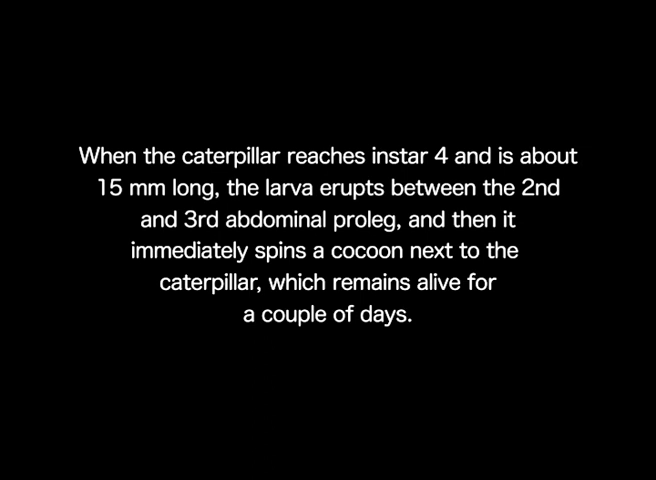 When the caterpillar reaches instar 4 and is about
15 mm long, the larva erupts between the 2nd
and 3rd abdominal proleg, and then it
immediately spins a cocoon next to the
caterpillar, which remains alive for
a couple of days.